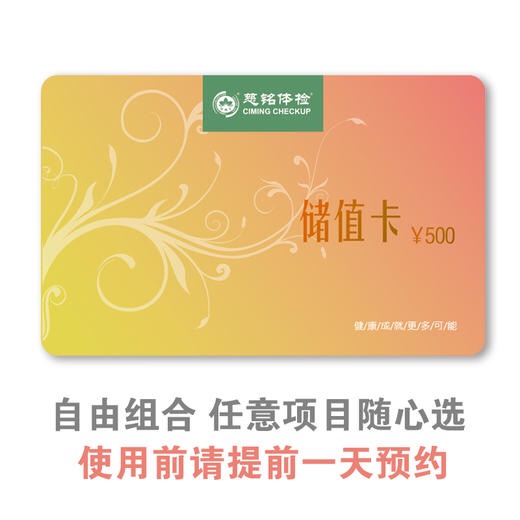 慈铭体检®
CIMING CHECKUP
储值卡 ¥500
健/康/成/就/更/多/可/能
自由组合 任意项目随心选
使用前请提前一天预约